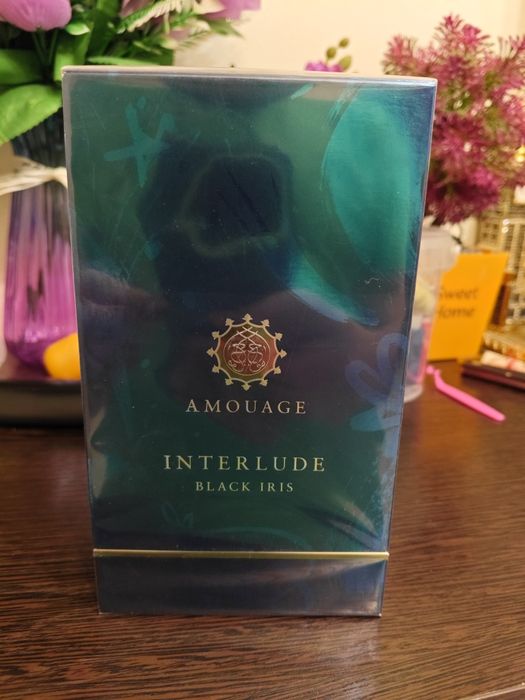 AMOUAGE
INTERLUDE
BLACK IRIS
Sweet
Home